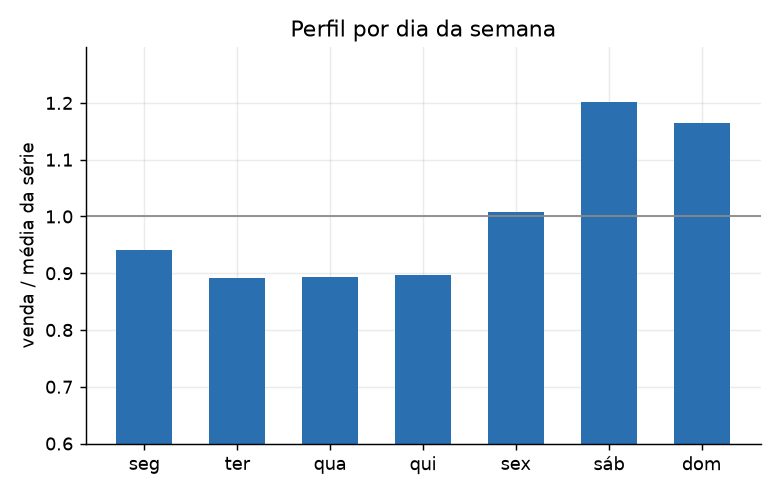 Perfil por dia da semana
venda / média da série
1.2
1.1
1.0
0.9
0.8
0.7
0.6
seg ter qua qui sex sáb dom